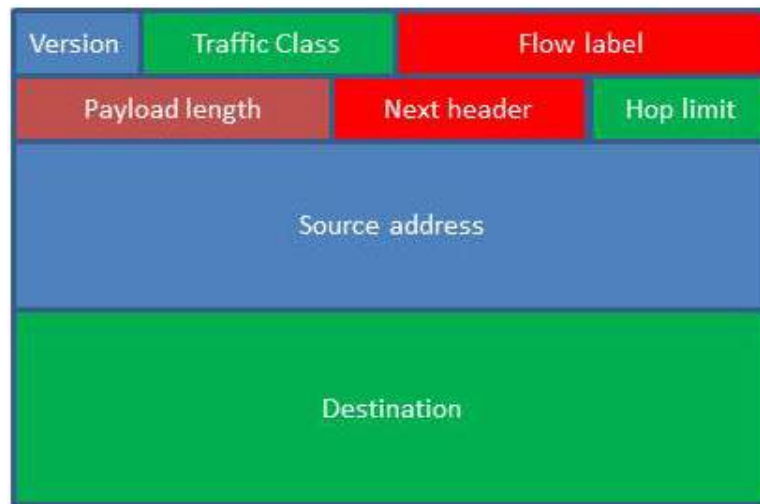 Version Traffic Class Flow label
Payload length Next header Hop limit
Source address
Destination